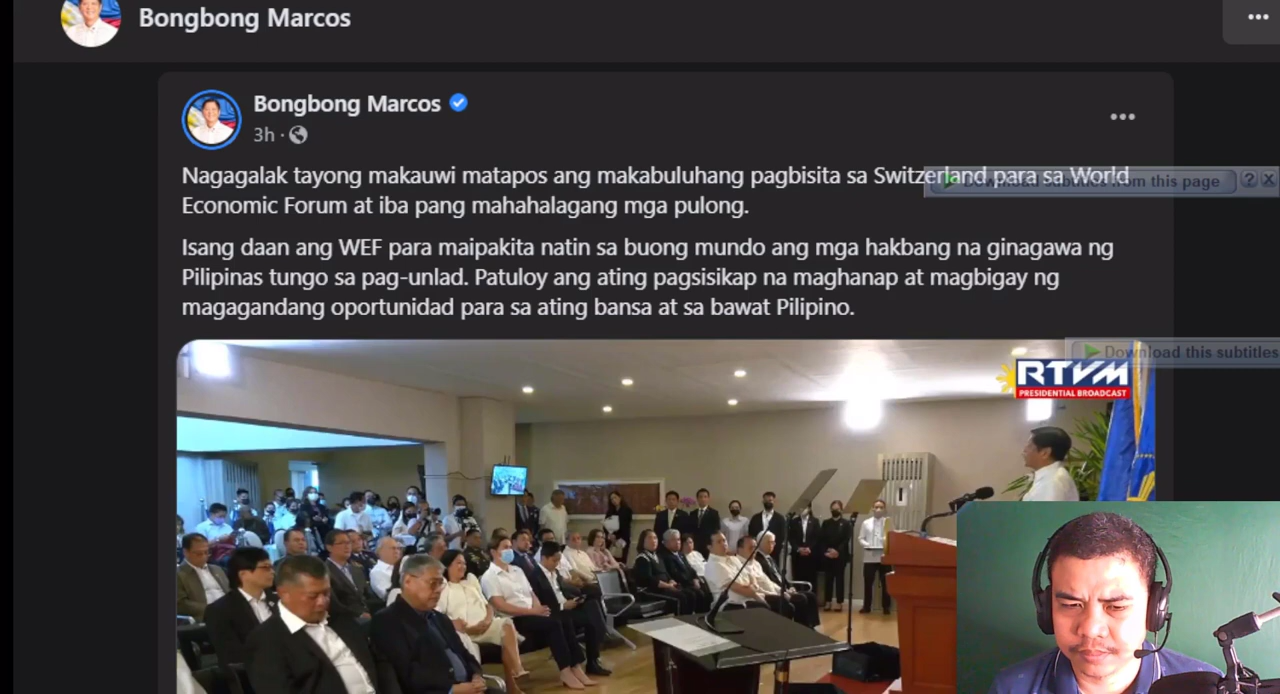 Bongbong Marcos
Bongbong Marcos
3h ·
Nagagalak tayong makauwi matapos ang makabuluhang pagbisita sa Switzerland para sa World
Download subtitles from this page ? X
Economic Forum at iba pang mahahalagang mga pulong.
Isang daan ang WEF para maipakita natin sa buong mundo ang mga hakbang na ginagawa ng
Pilipinas tungo sa pag-unlad. Patuloy ang ating pagsisikap na maghanap at magbigay ng
magagandang oportunidad para sa ating bansa at sa bawat Pilipino.
Download this subtitles
RTVM
PRESIDENTIAL BROADCAST